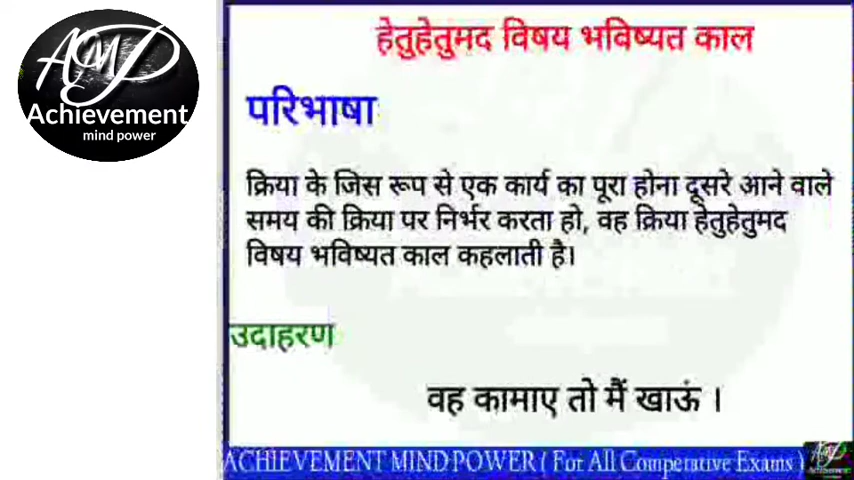 AMP
Achievement
mind power
हेतुहेतुमद विषय भविष्यत काल
परिभाषा
क्रिया के जिस रूप से एक कार्य का पूरा होना दूसरे आने वाले
समय की क्रिया पर निर्भर करता हो, वह क्रिया हेतुहेतुमद
विषय भविष्यत काल कहलाती है।
उदाहरण
वह कामाए तो मैं खाऊं ।
ACHIEVEMENT MIND POWER ( For All Comperative Exams )